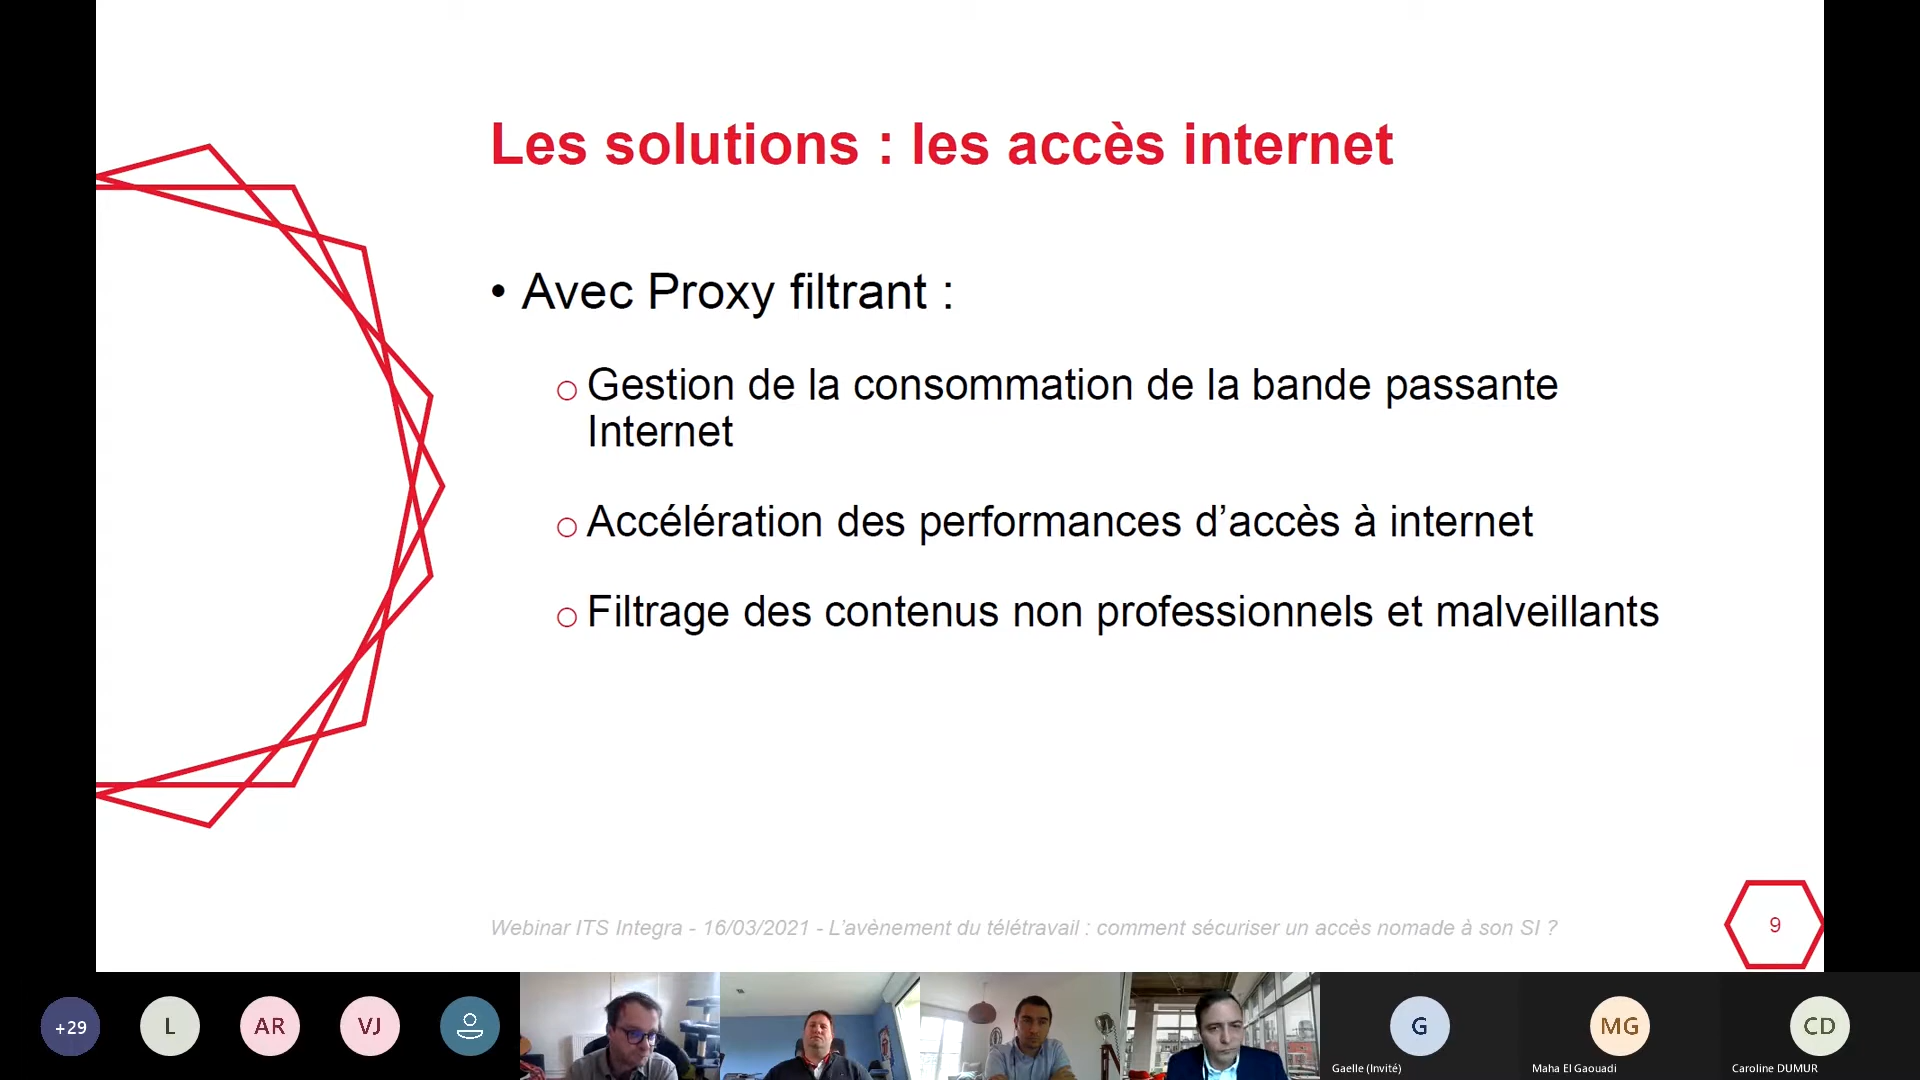 Les solutions : les accès internet
• Avec Proxy filtrant :
o Gestion de la consommation de la bande passante
Internet
o Accélération des performances d’accès à internet
o Filtrage des contenus non professionnels et malveillants
Webinar ITS Integra - 16/03/2021 - L’avènement du télétravail : comment sécuriser un accès nomade à son SI ?
9
+29
L
AR
VJ
G
MG
CD
Gaelle (Invité)
Maha El Gaouadi
Caroline DUMUR